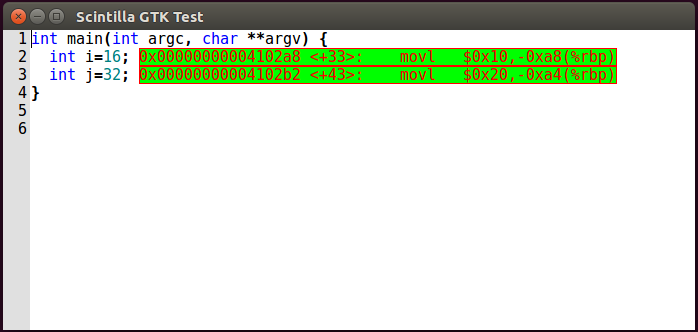 Scintilla GTK Test
1 int main(int argc, char **argv) {
2   int i=16; 0x00000000004102a8 <+33>:    movl   $0x10,-0xa8(%rbp)
3   int j=32; 0x00000000004102b2 <+43>:    movl   $0x20,-0xa4(%rbp)
4 }
5
6